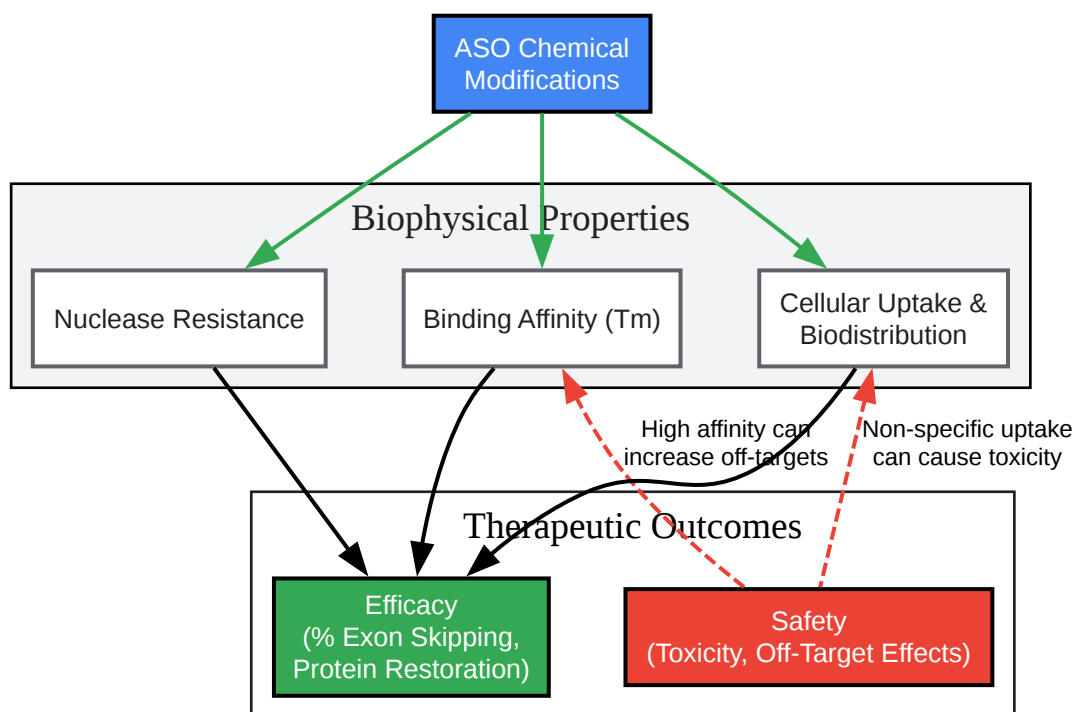 ASO Chemical
Modifications
Biophysical Properties
Nuclease Resistance
Binding Affinity (Tm)
Cellular Uptake &
Biodistribution
High affinity can
increase off-targets
Non-specific uptake
can cause toxicity
Therapeutic Outcomes
Efficacy
(% Exon Skipping,
Protein Restoration)
Safety
(Toxicity, Off-Target Effects)